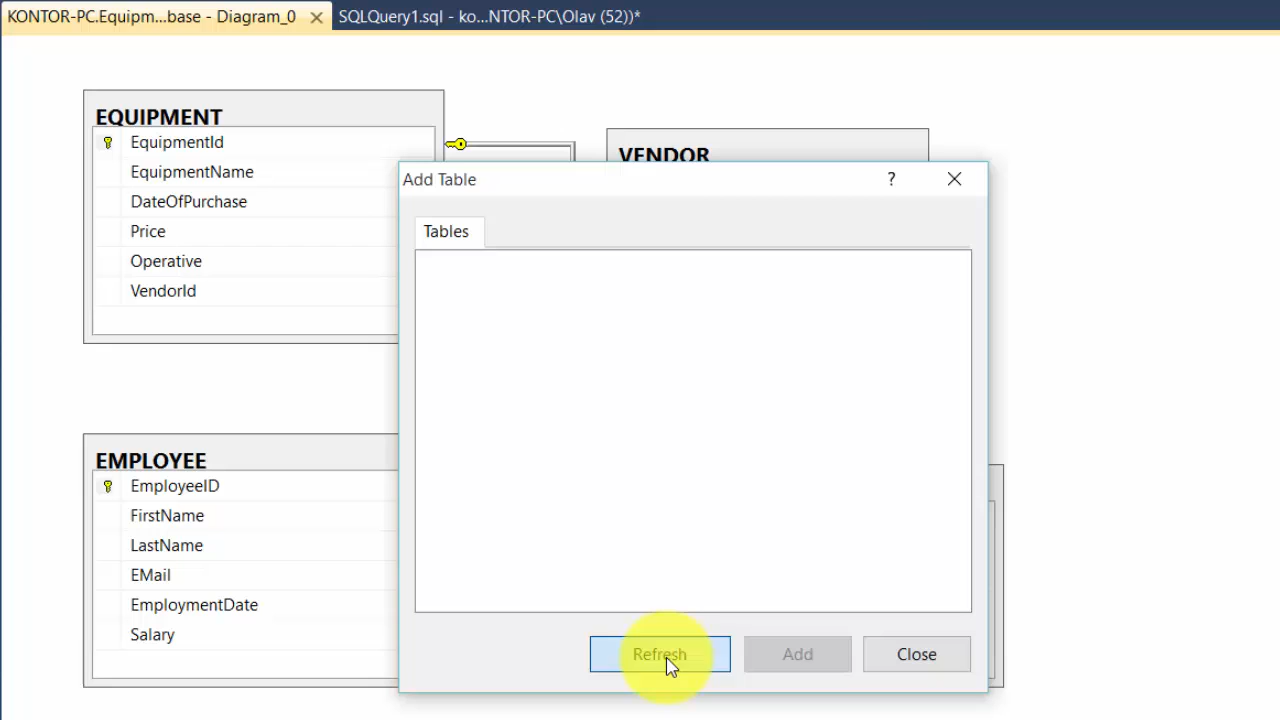 KONTOR-PC.Equipm...base - Diagram_0
SQLQuery1.sql - ko...NTOR-PC\Olav (52))*
EQUIPMENT
EquipmentId
EquipmentName
DateOfPurchase
Price
Operative
VendorId
VENDOR
Add Table
?
Tables
EMPLOYEE
EmployeeID
FirstName
LastName
EMail
EmploymentDate
Salary
Refresh
Add
Close